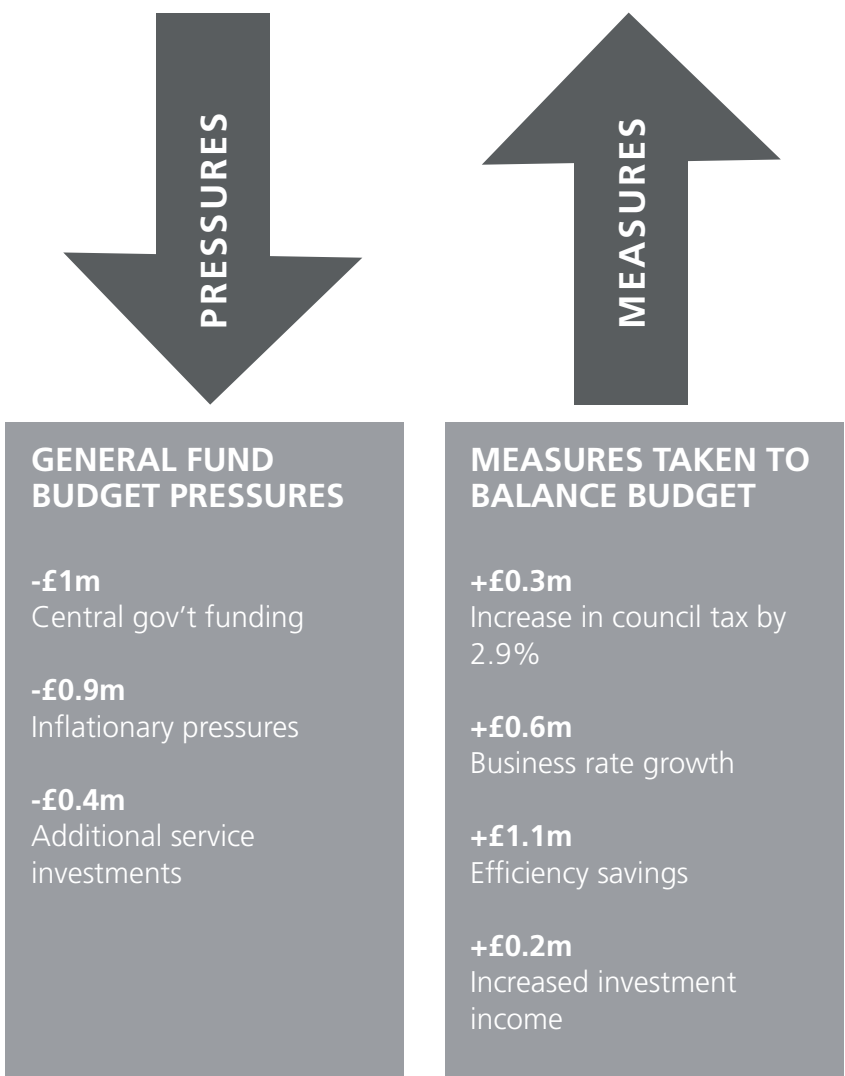 PRESSURES
MEASURES
GENERAL FUND
BUDGET PRESSURES
-£1m
Central gov't funding
-£0.9m
Inflationary pressures
-£0.4m
Additional service
investments
MEASURES TAKEN TO
BALANCE BUDGET
+£0.3m
Increase in council tax by
2.9%
+£0.6m
Business rate growth
+£1.1m
Efficiency savings
+£0.2m
Increased investment
income